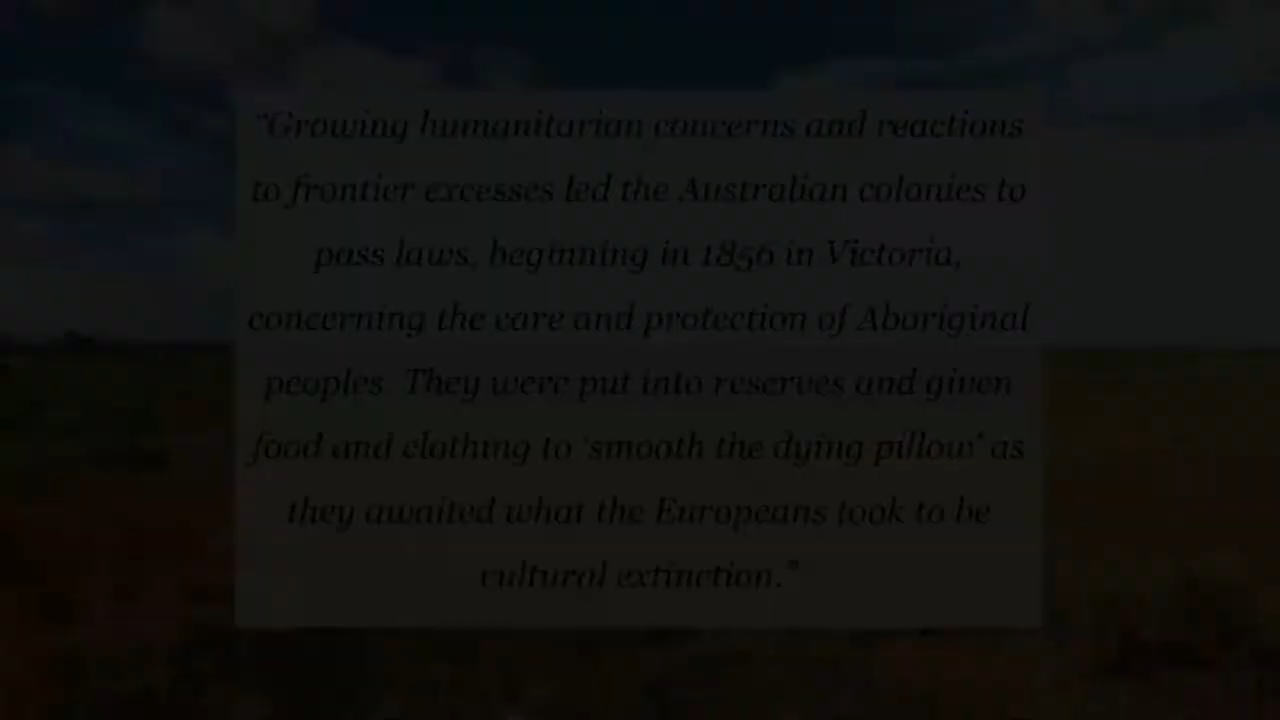 "Growing humanitarian concerns and reactions
to frontier excesses led the Australian colonies to
pass laws, beginning in 1856 in Victoria,
concerning the care and protection of Aboriginal
peoples. They were put into reserves and given
food and clothing to 'smooth the dying pillow' as
they awaited what the Europeans took to be
cultural extinction."